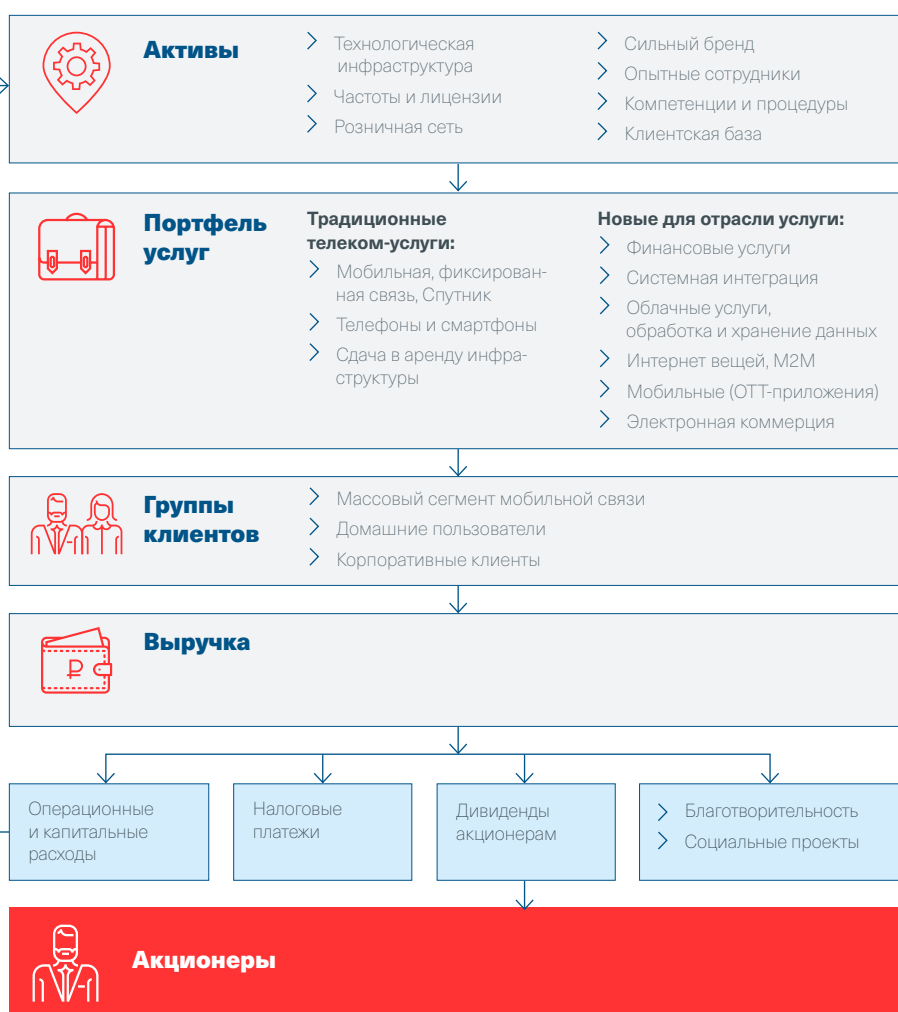 Активы
Технологическая
инфраструктура
Частоты и лицензии
Розничная сеть
Сильный бренд
Опытные сотрудники
Компетенции и процедуры
Клиентская база
Портфель
услуг
Традиционные
телеком-услуги:
Мобильная, фиксирован-
ная связь, Спутник
Телефоны и смартфоны
Сдача в аренду инфра-
структуры
Новые для отрасли услуги:
Финансовые услуги
Системная интеграция
Облачные услуги,
обработка и хранение данных
Интернет вещей, М2М
Мобильные (ОТТ-приложения)
Электронная коммерция
Группы
клиентов
Массовый сегмент мобильной связи
Домашние пользователи
Корпоративные клиенты
₽
Выручка
Операционные
и капитальные
расходы
Налоговые
платежи
Дивиденды
акционерам
Благотворительность
Социальные проекты
Акционеры